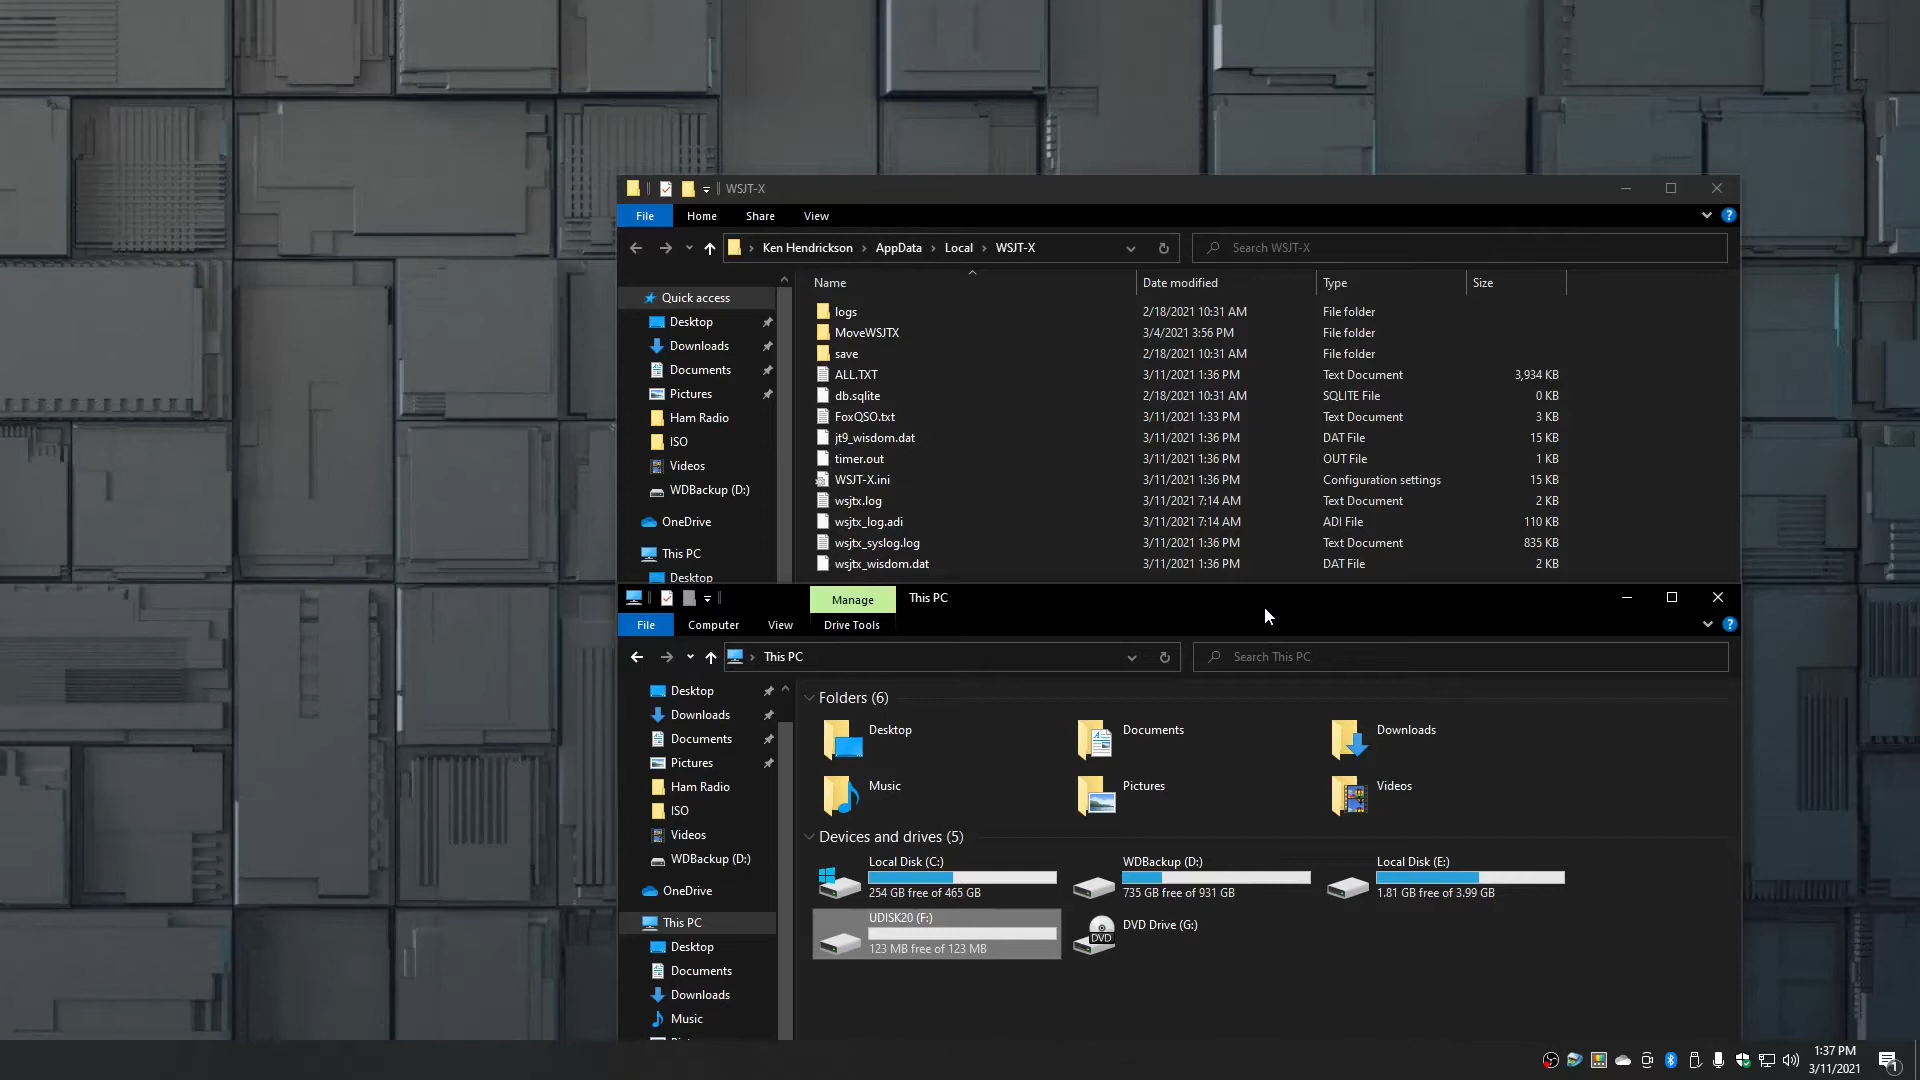 WSJT-X
File Home Share View
Ken Hendrickson AppData Local WSJT-X Search WSJT-X
Name Date modified Type Size
Quick access
Desktop
Downloads
Documents
Pictures
Ham Radio
ISO
Videos
WDBackup (D:)
OneDrive
This PC
Desktop
logs 2/18/2021 10:31 AM File folder
MoveWSJTX 3/4/2021 3:56 PM File folder
save 2/18/2021 10:31 AM File folder
ALL.TXT 3/11/2021 1:36 PM Text Document 3,934 KB
db.sqlite 2/18/2021 10:31 AM SQLITE File 0 KB
FoxQSO.txt 3/11/2021 1:33 PM Text Document 3 KB
jt9_wisdom.dat 3/11/2021 1:36 PM DAT File 15 KB
timer.out 3/11/2021 1:36 PM OUT File 1 KB
WSJT-X.ini 3/11/2021 1:36 PM Configuration settings 15 KB
wsjtx.log 3/11/2021 7:14 AM Text Document 2 KB
wsjtx_log.adi 3/11/2021 7:14 AM ADI File 110 KB
wsjtx_syslog.log 3/11/2021 1:36 PM Text Document 835 KB
wsjtx_wisdom.dat 3/11/2021 1:36 PM DAT File 2 KB
Manage This PC
File Computer View Drive Tools
This PC Search This PC
Desktop
Downloads
Documents
Pictures
Ham Radio
ISO
Videos
WDBackup (D:)
OneDrive
This PC
Desktop
Documents
Downloads
Music
Folders (6)
Desktop Documents Downloads
Music Pictures Videos
Devices and drives (5)
Local Disk (C:) WDBackup (D:) Local Disk (E:)
254 GB free of 465 GB 735 GB free of 931 GB 1.81 GB free of 3.99 GB
UDISK20 (F:) DVD Drive (G:)
DVD
123 MB free of 123 MB
1:37 PM
3/11/2021
1